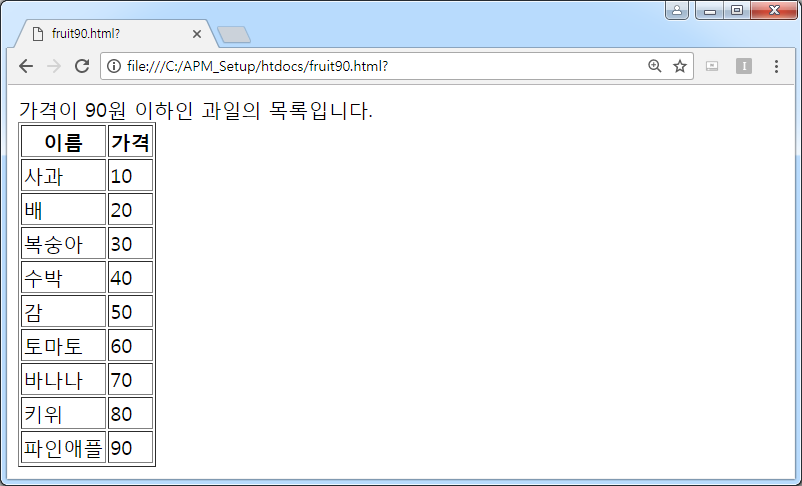 fruit90.html?
file:///C:/APM_Setup/htdocs/fruit90.html?
가격이 90원 이하인 과일의 목록입니다.
이름 가격
사과 10
배 20
복숭아 30
수박 40
감 50
토마토 60
바나나 70
키위 80
파인애플 90